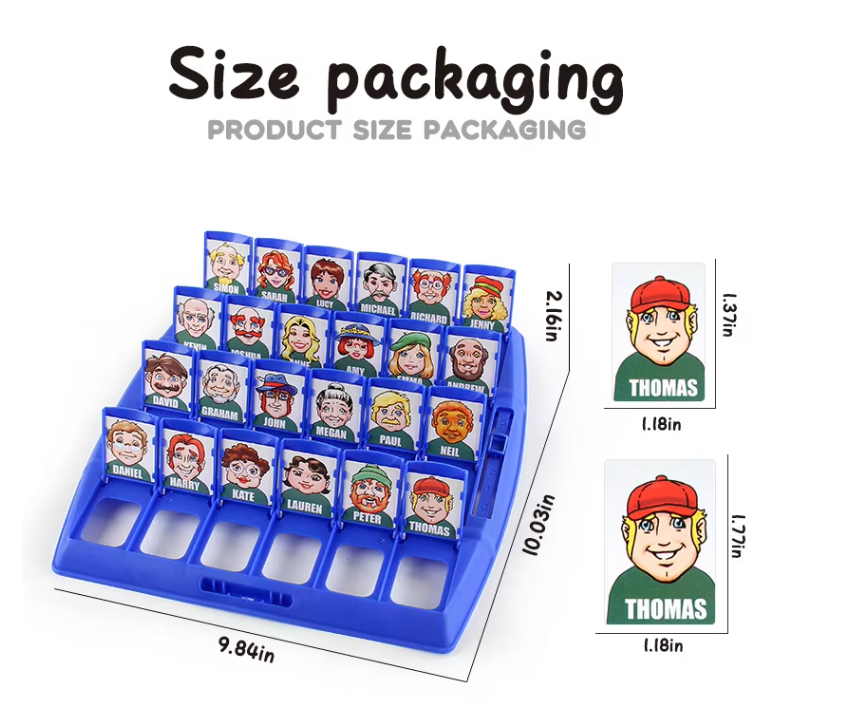 Size packaging
PRODUCT SIZE PACKAGING
SIMON
SARAH
LUCY
MICHAEL
RICHARD
JENNY
AMY
ANDREW
DAVID
GRAHAM
JOHN
MEGAN
PAUL
NEIL
DANIEL
HARRY
KATE
LAUREN
PETER
THOMAS
2.16in
10.03in
9.84in
THOMAS
1.37in
1.18in
THOMAS
1.77in
1.18in